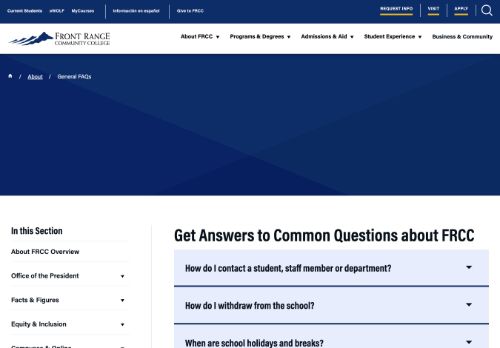 Current Students eWOLF MyCourses Información en español Give to FRCC REQUEST INFO VISIT APPLY
FRONT RANGE
COMMUNITY COLLEGE
About FRCC Programs & Degrees Admissions & Aid Student Experience Business & Community
/ About / General FAQs
In this Section
About FRCC Overview
Office of the President
Facts & Figures
Equity & Inclusion
Campuses & Online
Get Answers to Common Questions about FRCC
How do I contact a student, staff member or department?
How do I withdraw from the school?
When are school holidays and breaks?